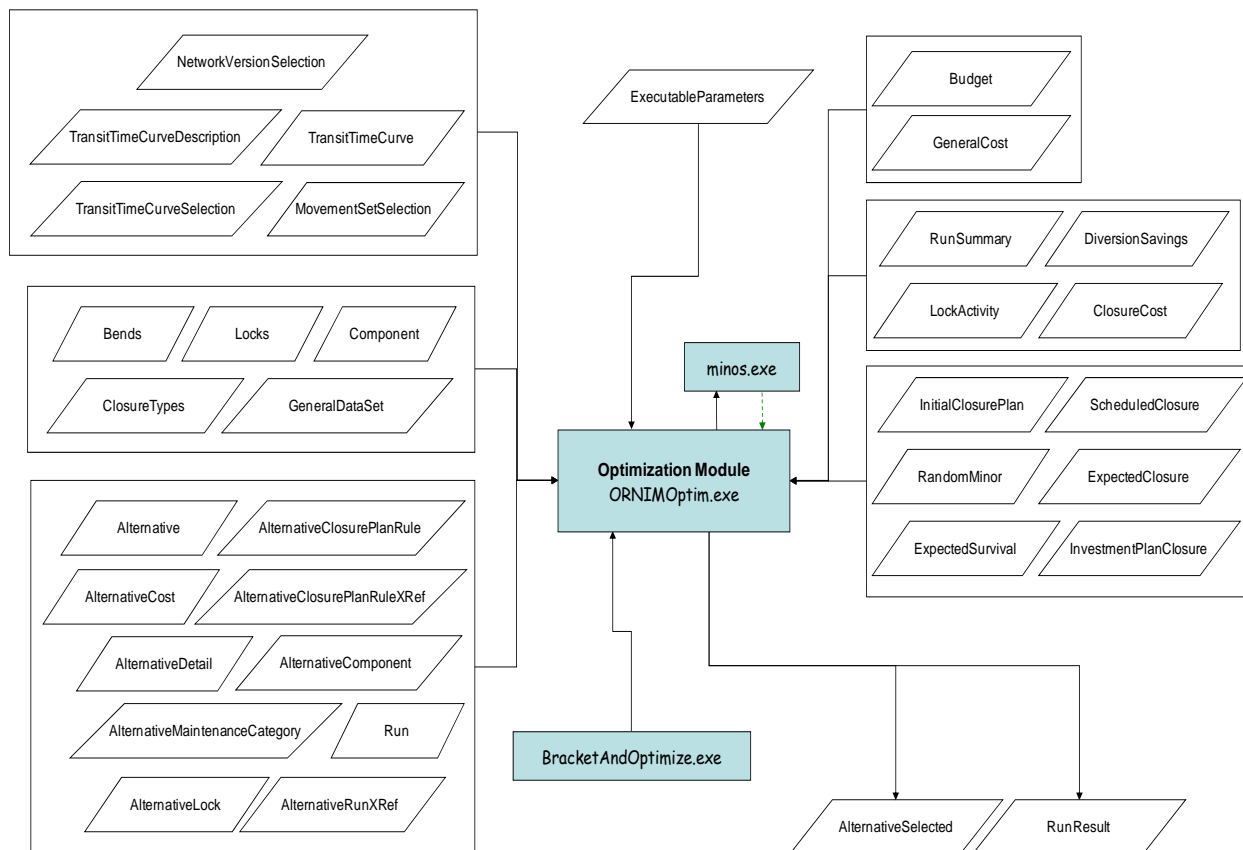 NetworkVersionSelection
TransitTimeCurveDescription
TransitTimeCurve
TransitTimeCurveSelection
MovementSetSelection
Bends
Locks
Component
ClosureTypes
GeneralDataSet
Alternative
AlternativeClosurePlanRule
AlternativeCost
AlternativeClosurePlanRuleXRef
AlternativeDetail
AlternativeComponent
AlternativeMaintenanceCategory
Run
AlternativeLock
AlternativeRunXRef
ExecutableParameters
minos.exe
Optimization Module
ORNIMOptim.exe
BracketAndOptimize.exe
Budget
GeneralCost
RunSummary
DiversionSavings
LockActivity
ClosureCost
InitialClosurePlan
ScheduledClosure
RandomMinor
ExpectedClosure
ExpectedSurvival
InvestmentPlanClosure
AlternativeSelected
RunResult